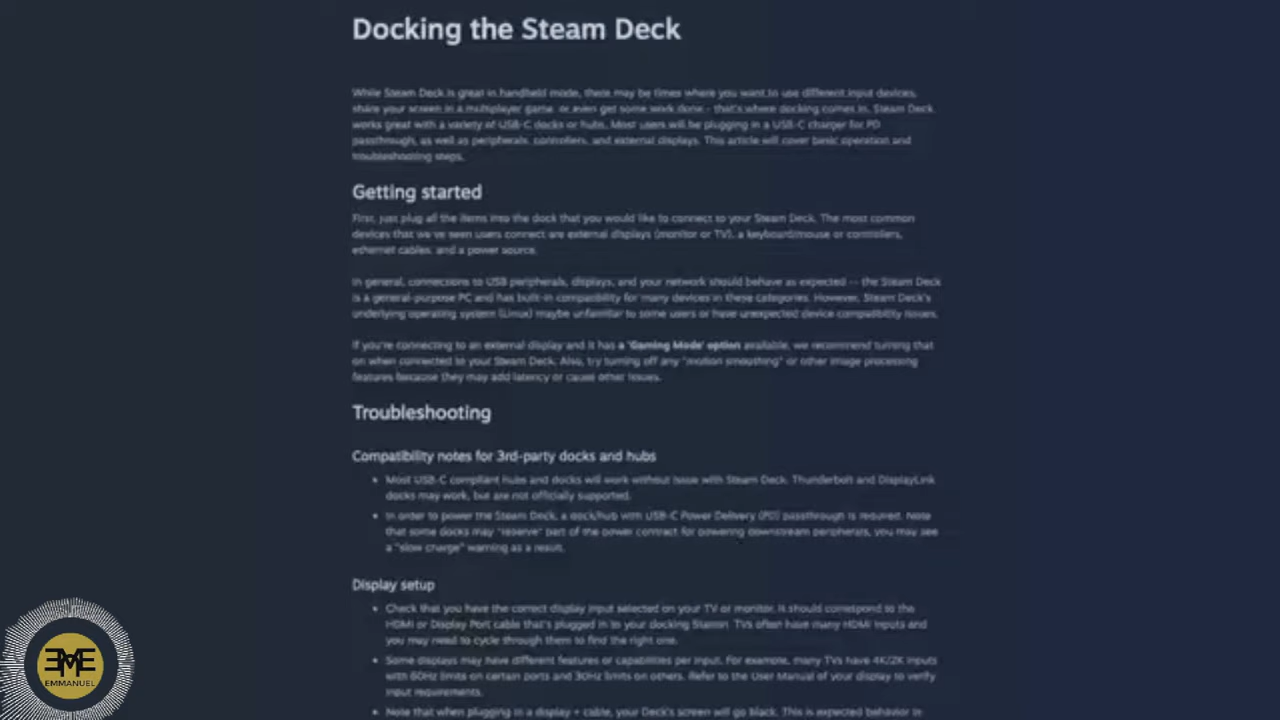 Docking the Steam Deck
While Steam Deck is great in handheld mode, there may be times where you want to use different input devices,
share your screen in a multiplayer game, or even get some work done - that's where docking comes in. Steam Deck
works great with a variety of USB-C docks or hubs. Most users will be plugging in a USB-C charger for PD
passthrough, as well as peripherals, controllers, and external displays. This article will cover basic operation and
troubleshooting steps.
Getting started
First, just plug all the items into the dock that you would like to connect to your Steam Deck. The most common
devices that we've seen users connect are external displays (monitor or TV), a keyboard/mouse or controllers,
ethernet cables, and a power source.
In general, connections to USB peripherals, displays, and your network should behave as expected -- the Steam Deck
is a general-purpose PC and has built-in compatibility for many devices in these categories. However, Steam Deck's
underlying operating system (Linux) maybe unfamiliar to some users or have unexpected device compatibility issues.
If you're connecting to an external display and it has a 'Gaming Mode' option available, we recommend turning that
on when connected to your Steam Deck. Also, try turning off any "motion smoothing" or other image processing
features because they may add latency or cause other issues.
Troubleshooting
Compatibility notes for 3rd-party docks and hubs
• Most USB-C compliant hubs and docks will work without issue with Steam Deck. Thunderbolt and DisplayLink
docks may work, but are not officially supported.
• In order to power the Steam Deck, a dock/hub with USB-C Power Delivery (PD) passthrough is required. Note
that some docks may "reserve" part of the power contract for powering downstream peripherals, you may see
a "slow charge" warning as a result.
Display setup
• Check that you have the correct display input selected on your TV or monitor. It should correspond to the
HDMI or Display Port cable that's plugged in to your docking Station. TVs often have many HDMI inputs and
you may need to cycle through them to find the right one.
• Some displays may have different features or capabilities per input. For example, many TVs have 4K/2K inputs
with 60Hz limits on certain ports and 30Hz limits on others. Refer to the User Manual of your display to verify
input requirements.
• Note that when plugging in a display + cable, your Deck's screen will go black. This is expected behavior in
EME
EMMANUEL